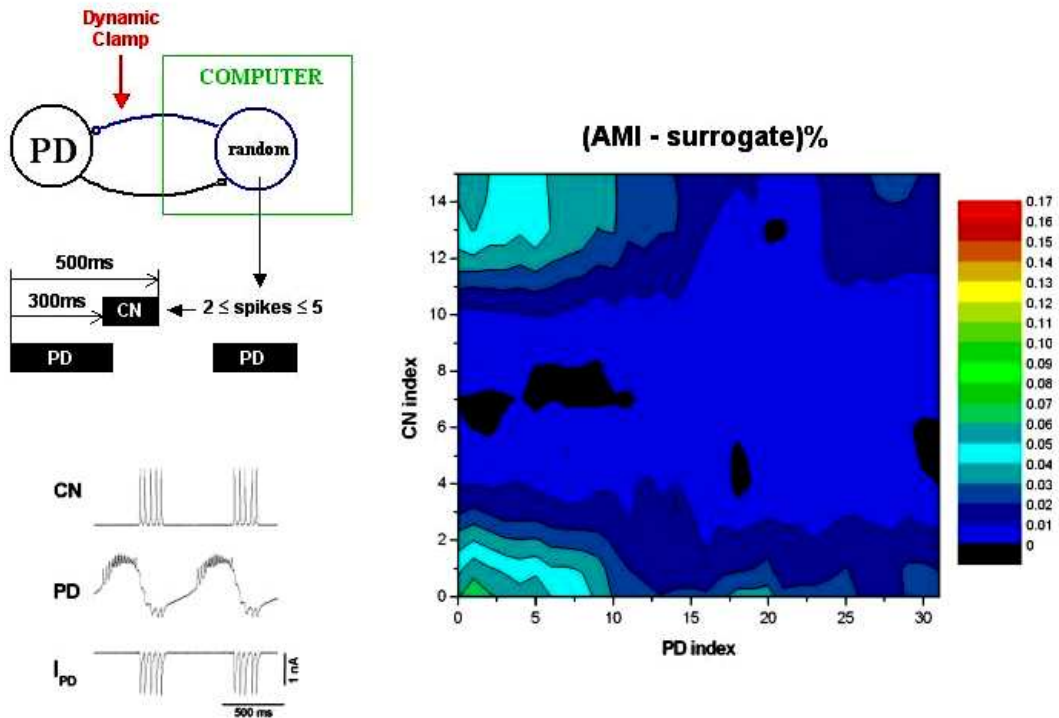 Dynamic
Clamp
COMPUTER
PD
random
500ms
300ms
CN
2 ≤ spikes ≤ 5
PD
PD
CN
PD
I_PD
1 nA
500 ms
(AMI - surrogate)%
CN index
14
12
10
8
6
4
2
0
0
5
10
15
20
25
30
PD index
0.17
0.16
0.15
0.14
0.13
0.12
0.11
0.10
0.09
0.08
0.07
0.06
0.05
0.04
0.03
0.02
0.01
0